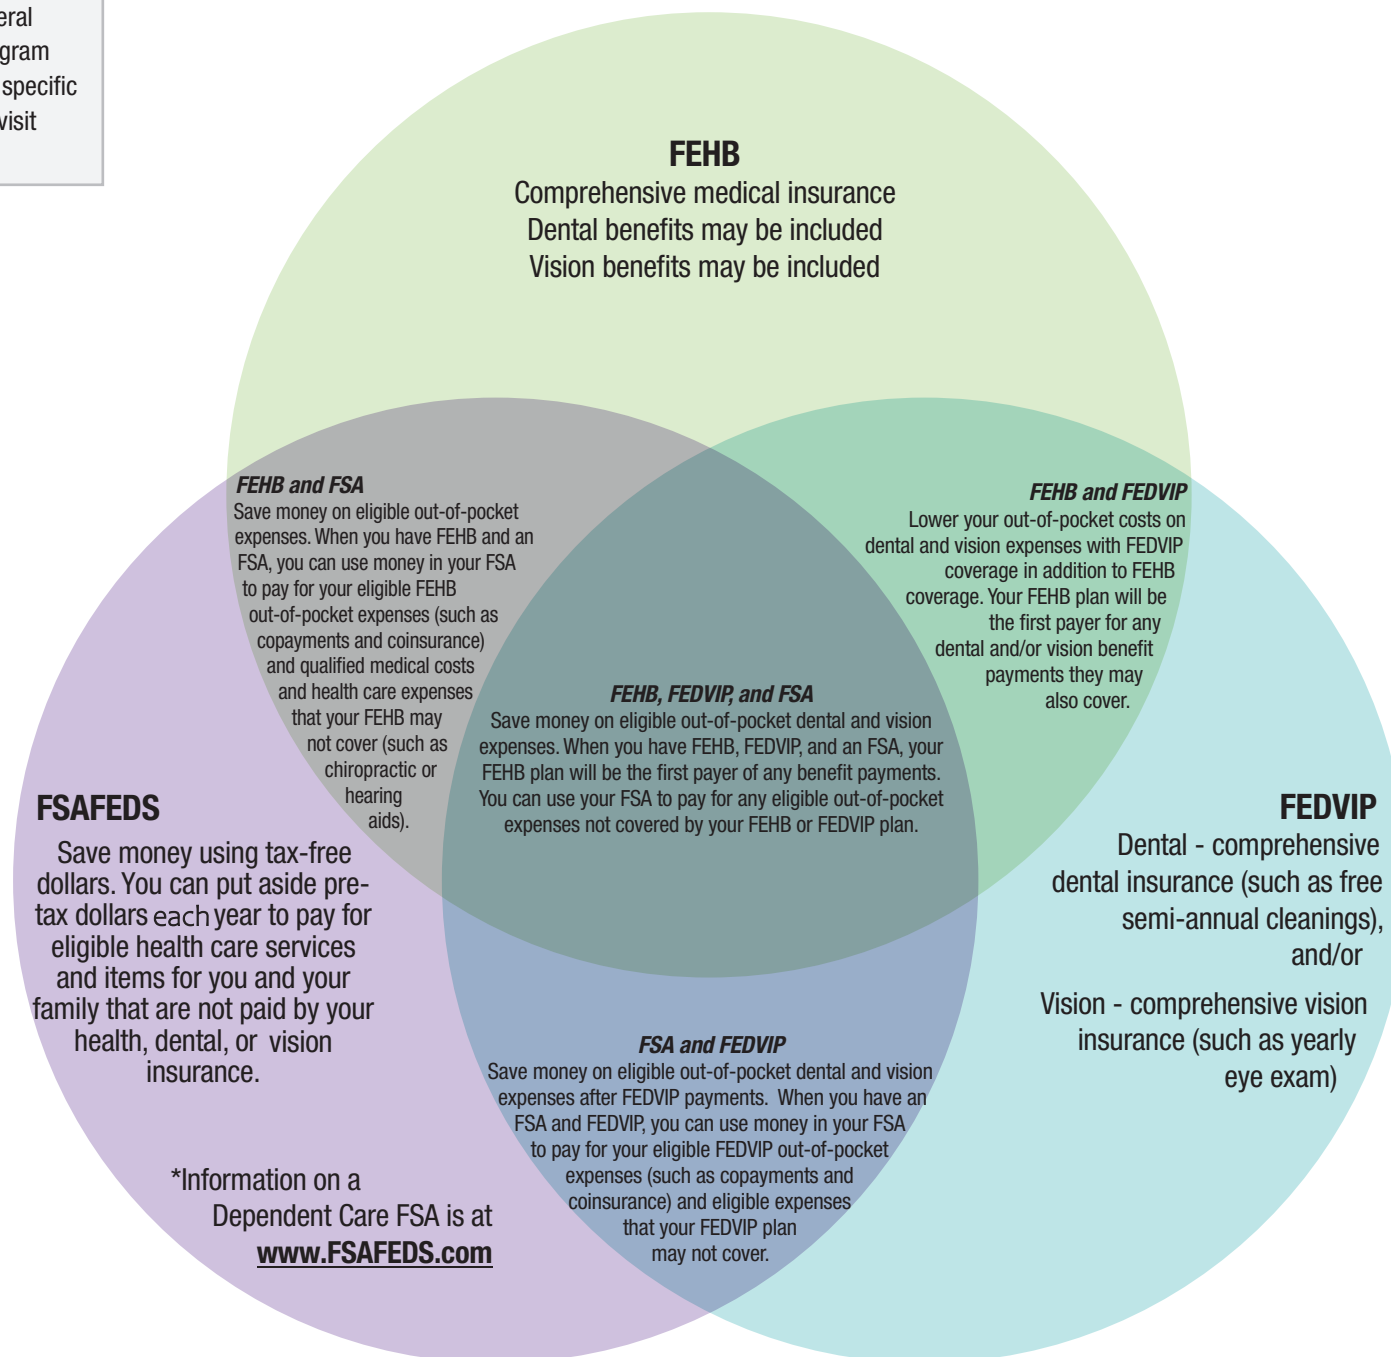 eral
gram
specific
visit
FEHB
Comprehensive medical insurance
Dental benefits may be included
Vision benefits may be included
FEHB and FSA
Save money on eligible out-of-pocket
expenses. When you have FEHB and an
FSA, you can use money in your FSA
to pay for your eligible FEHB
out-of-pocket expenses (such as
copayments and coinsurance)
and qualified medical costs
and health care expenses
that your FEHB may
not cover (such as
chiropractic or
hearing
aids).
FEHB and FEDVIP
Lower your out-of-pocket costs on
dental and vision expenses with FEDVIP
coverage in addition to FEHB
coverage. Your FEHB plan will be
the first payer for any
dental and/or vision benefit
payments they may
also cover.
FEHB, FEDVIP, and FSA
Save money on eligible out-of-pocket dental and vision
expenses. When you have FEHB, FEDVIP, and an FSA, your
FEHB plan will be the first payer of any benefit payments.
You can use your FSA to pay for any eligible out-of-pocket
expenses not covered by your FEHB or FEDVIP plan.
FSAFEDS
Save money using tax-free
dollars. You can put aside pre-
tax dollars each year to pay for
eligible health care services
and items for you and your
family that are not paid by your
health, dental, or vision
insurance.
*Information on a
Dependent Care FSA is at
www.FSAFEDS.com
FEDVIP
Dental - comprehensive
dental insurance (such as free
semi-annual cleanings),
and/or
Vision - comprehensive vision
insurance (such as yearly
eye exam)
FSA and FEDVIP
Save money on eligible out-of-pocket dental and vision
expenses after FEDVIP payments. When you have an
FSA and FEDVIP, you can use money in your FSA
to pay for your eligible FEDVIP out-of-pocket
expenses (such as copayments and
coinsurance) and eligible expenses
that your FEDVIP plan
may not cover.